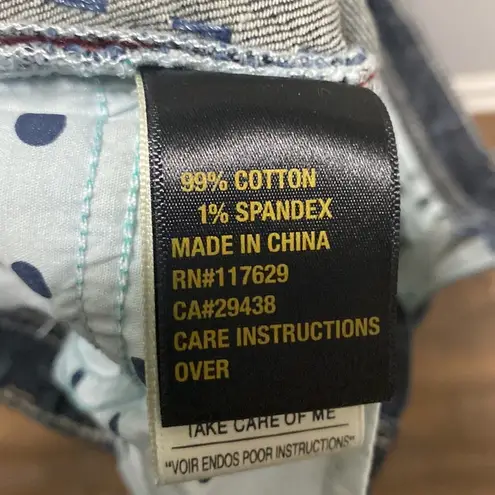 99% COTTON
1% SPANDEX
MADE IN CHINA
RN#117629
CA#29438
CARE INSTRUCTIONS
OVER
TAKE CARE OF ME
"VOIR ENDOS POOR INSTRUCTIONS"